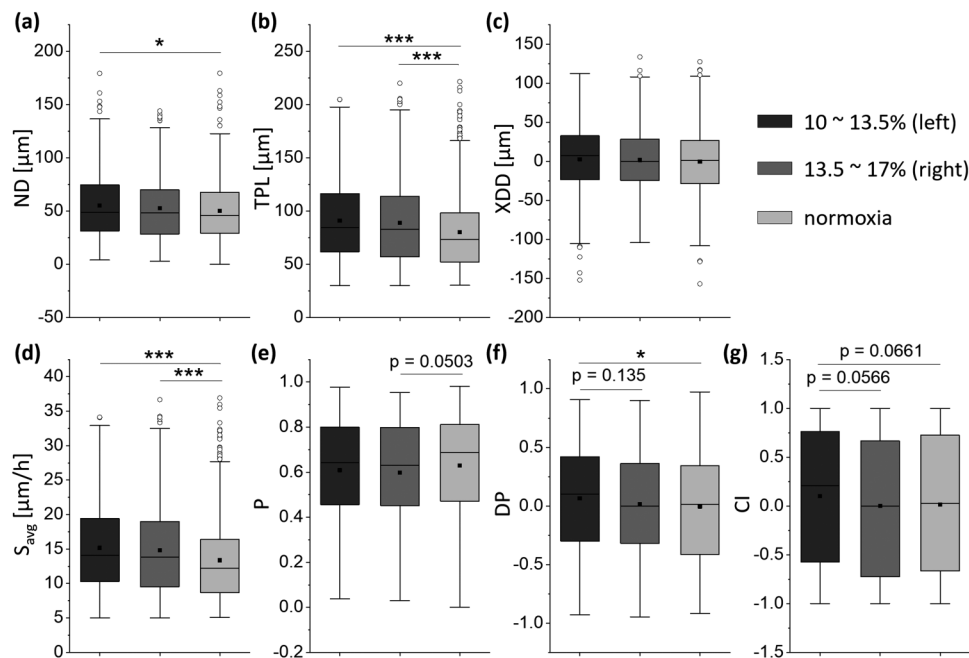 (a)
*
200
150
100
50
0
-50
ND [µm]
(b)
***
***
250
200
150
100
50
0
TPL [µm]
(c)
200
150
100
50
0
-50
-100
-150
-200
XDD [µm]
10 ~ 13.5% (left)
13.5 ~ 17% (right)
normoxia
(d)
***
***
40
35
30
25
20
15
10
5
0
Savg [µm/h]
(e)
p = 0.0503
1.0
0.8
0.6
0.4
0.2
0.0
-0.2
P
(f)
*
p = 0.135
1.0
0.5
0.0
-0.5
-1.0
DP
(g)
p = 0.0661
p = 0.0566
1.5
1.0
0.5
0.0
-0.5
-1.0
-1.5
CI